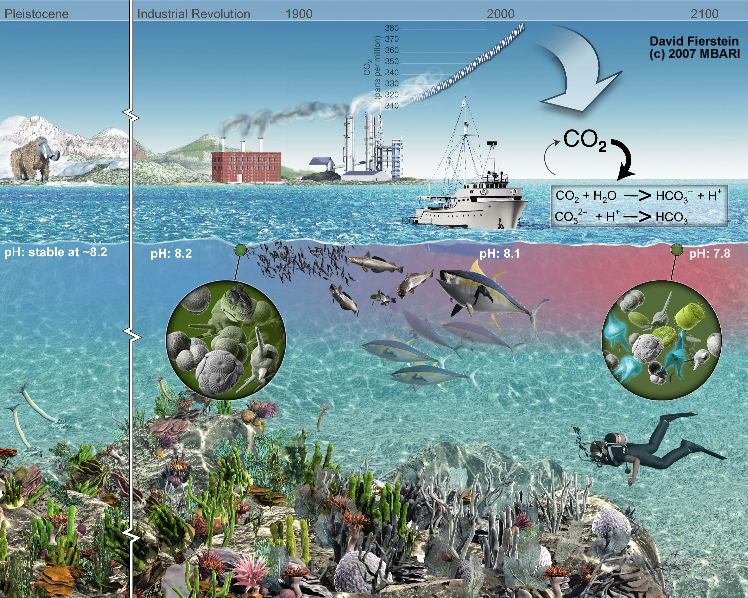 Pleistocene
Industrial Revolution
1900
2000
2100
David Fierstein
(c) 2007 MBARI
CO₂
(parts per million)
380
370
360
350
340
330
320
310
CO₂
CO₂ + H₂O —> HCO₃⁻ + H⁺
CO₃²⁻ + H⁺ —> HCO₃⁻
pH: stable at ~8.2
pH: 8.2
pH: 8.1
pH: 7.8